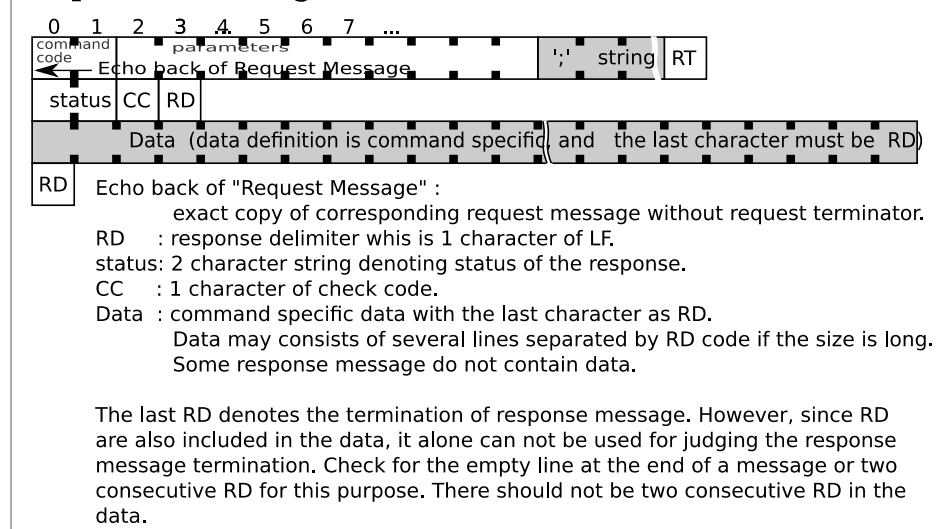 0 1 2 3 4 5 6 7 ...
command parameters
code
Echo back of Request Message ';' string RT
status CC RD
Data (data definition is command specific, and the last character must be RD)
RD
Echo back of "Request Message" :
exact copy of corresponding request message without request terminator.
RD : response delimiter whis is 1 character of LF.
status: 2 character string denoting status of the response.
CC : 1 character of check code.
Data : command specific data with the last character as RD.
Data may consists of several lines separated by RD code if the size is long.
Some response message do not contain data.
The last RD denotes the termination of response message. However, since RD
are also included in the data, it alone can not be used for judging the response
message termination. Check for the empty line at the end of a message or two
consecutive RD for this purpose. There should not be two consecutive RD in the
data.